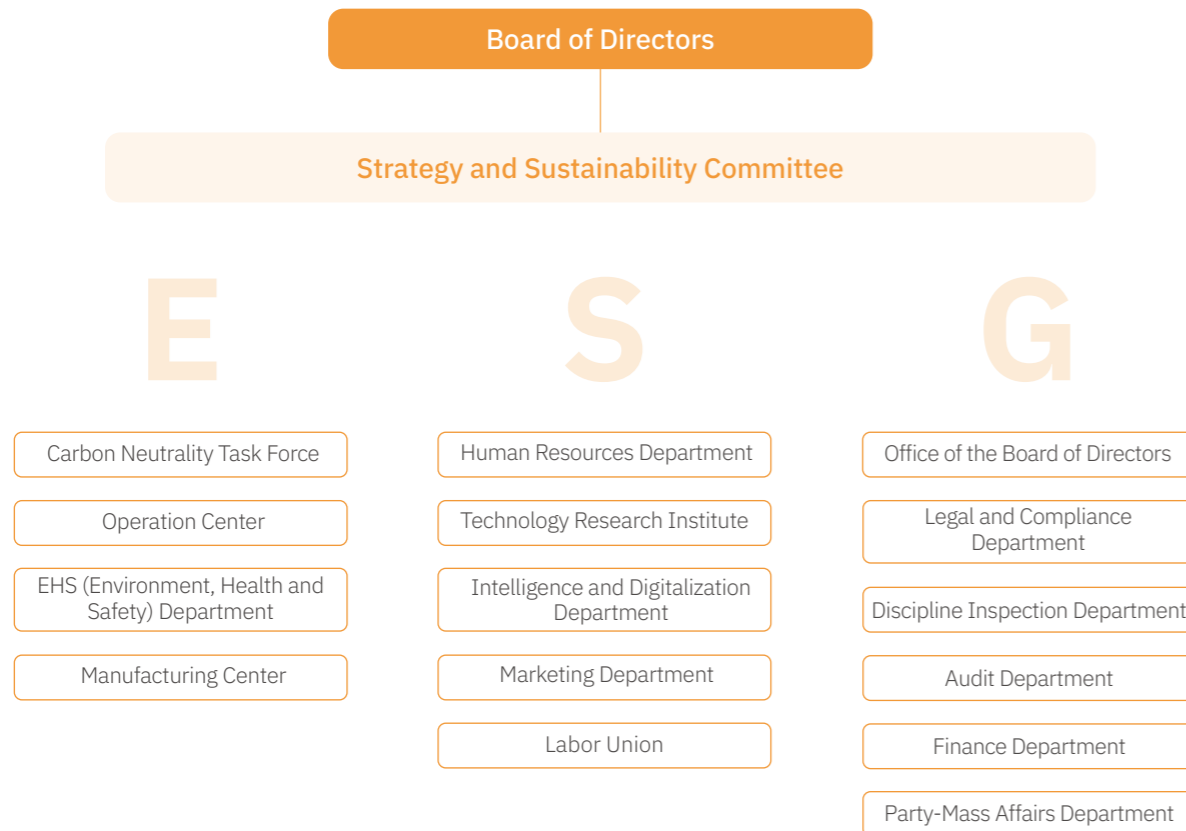 Board of Directors
Strategy and Sustainability Committee
E
S
G
Carbon Neutrality Task Force
Operation Center
EHS (Environment, Health and
Safety) Department
Manufacturing Center
Human Resources Department
Technology Research Institute
Intelligence and Digitalization
Department
Marketing Department
Labor Union
Office of the Board of Directors
Legal and Compliance
Department
Discipline Inspection Department
Audit Department
Finance Department
Party-Mass Affairs Department